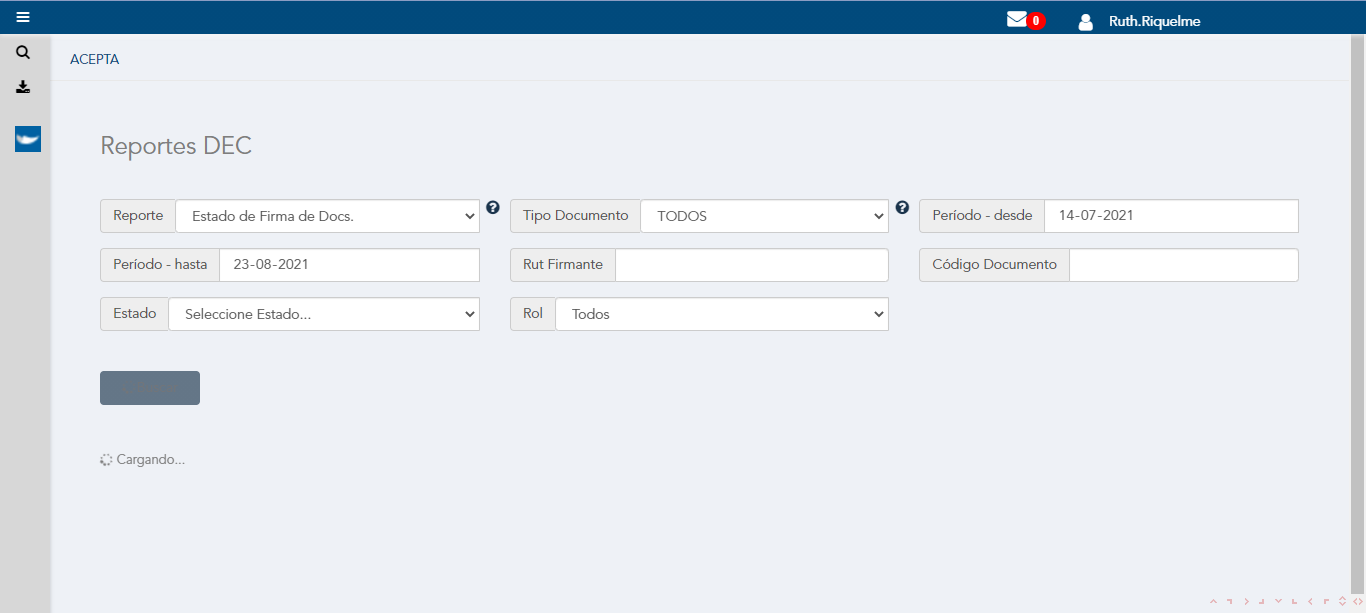 0 Ruth.Riquelme
ACEPTA
Reportes DEC
Reporte Estado de Firma de Docs. Tipo Documento TODOS Período - desde 14-07-2021
Período - hasta 23-08-2021 Rut Firmante Código Documento
Estado Seleccione Estado... Rol Todos
Cargando...